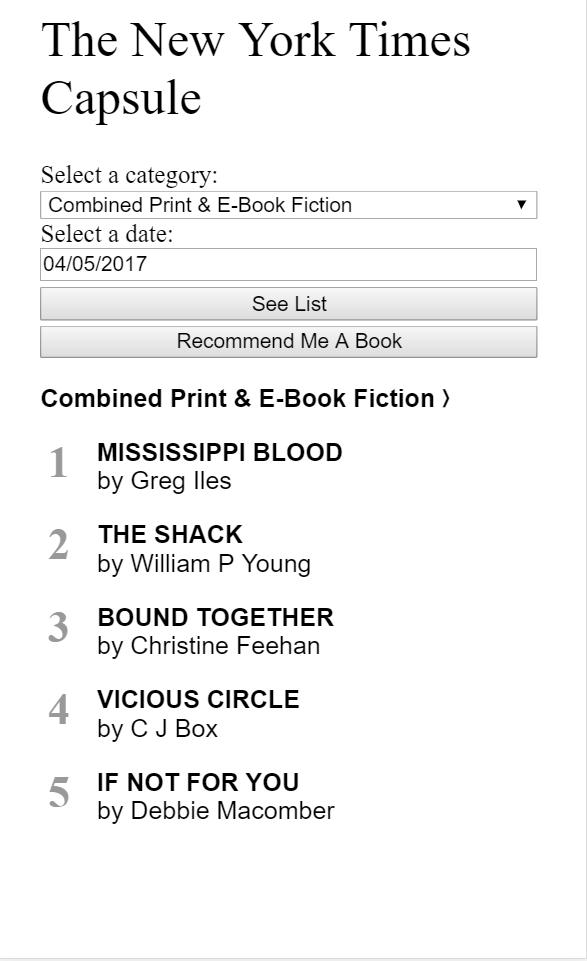 The New York Times
Capsule
Select a category:
Combined Print & E-Book Fiction ▼
Select a date:
04/05/2017
See List
Recommend Me A Book
Combined Print & E-Book Fiction ⟩
1 MISSISSIPPI BLOOD
by Greg Iles
2 THE SHACK
by William P Young
3 BOUND TOGETHER
by Christine Feehan
4 VICIOUS CIRCLE
by C J Box
5 IF NOT FOR YOU
by Debbie Macomber